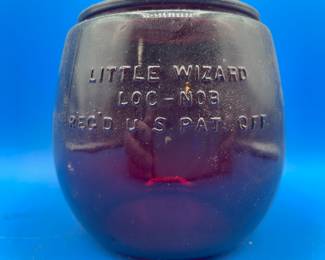 LITTLE WIZARD
LOC-NOB
REG'D U.S. PAT. OFF